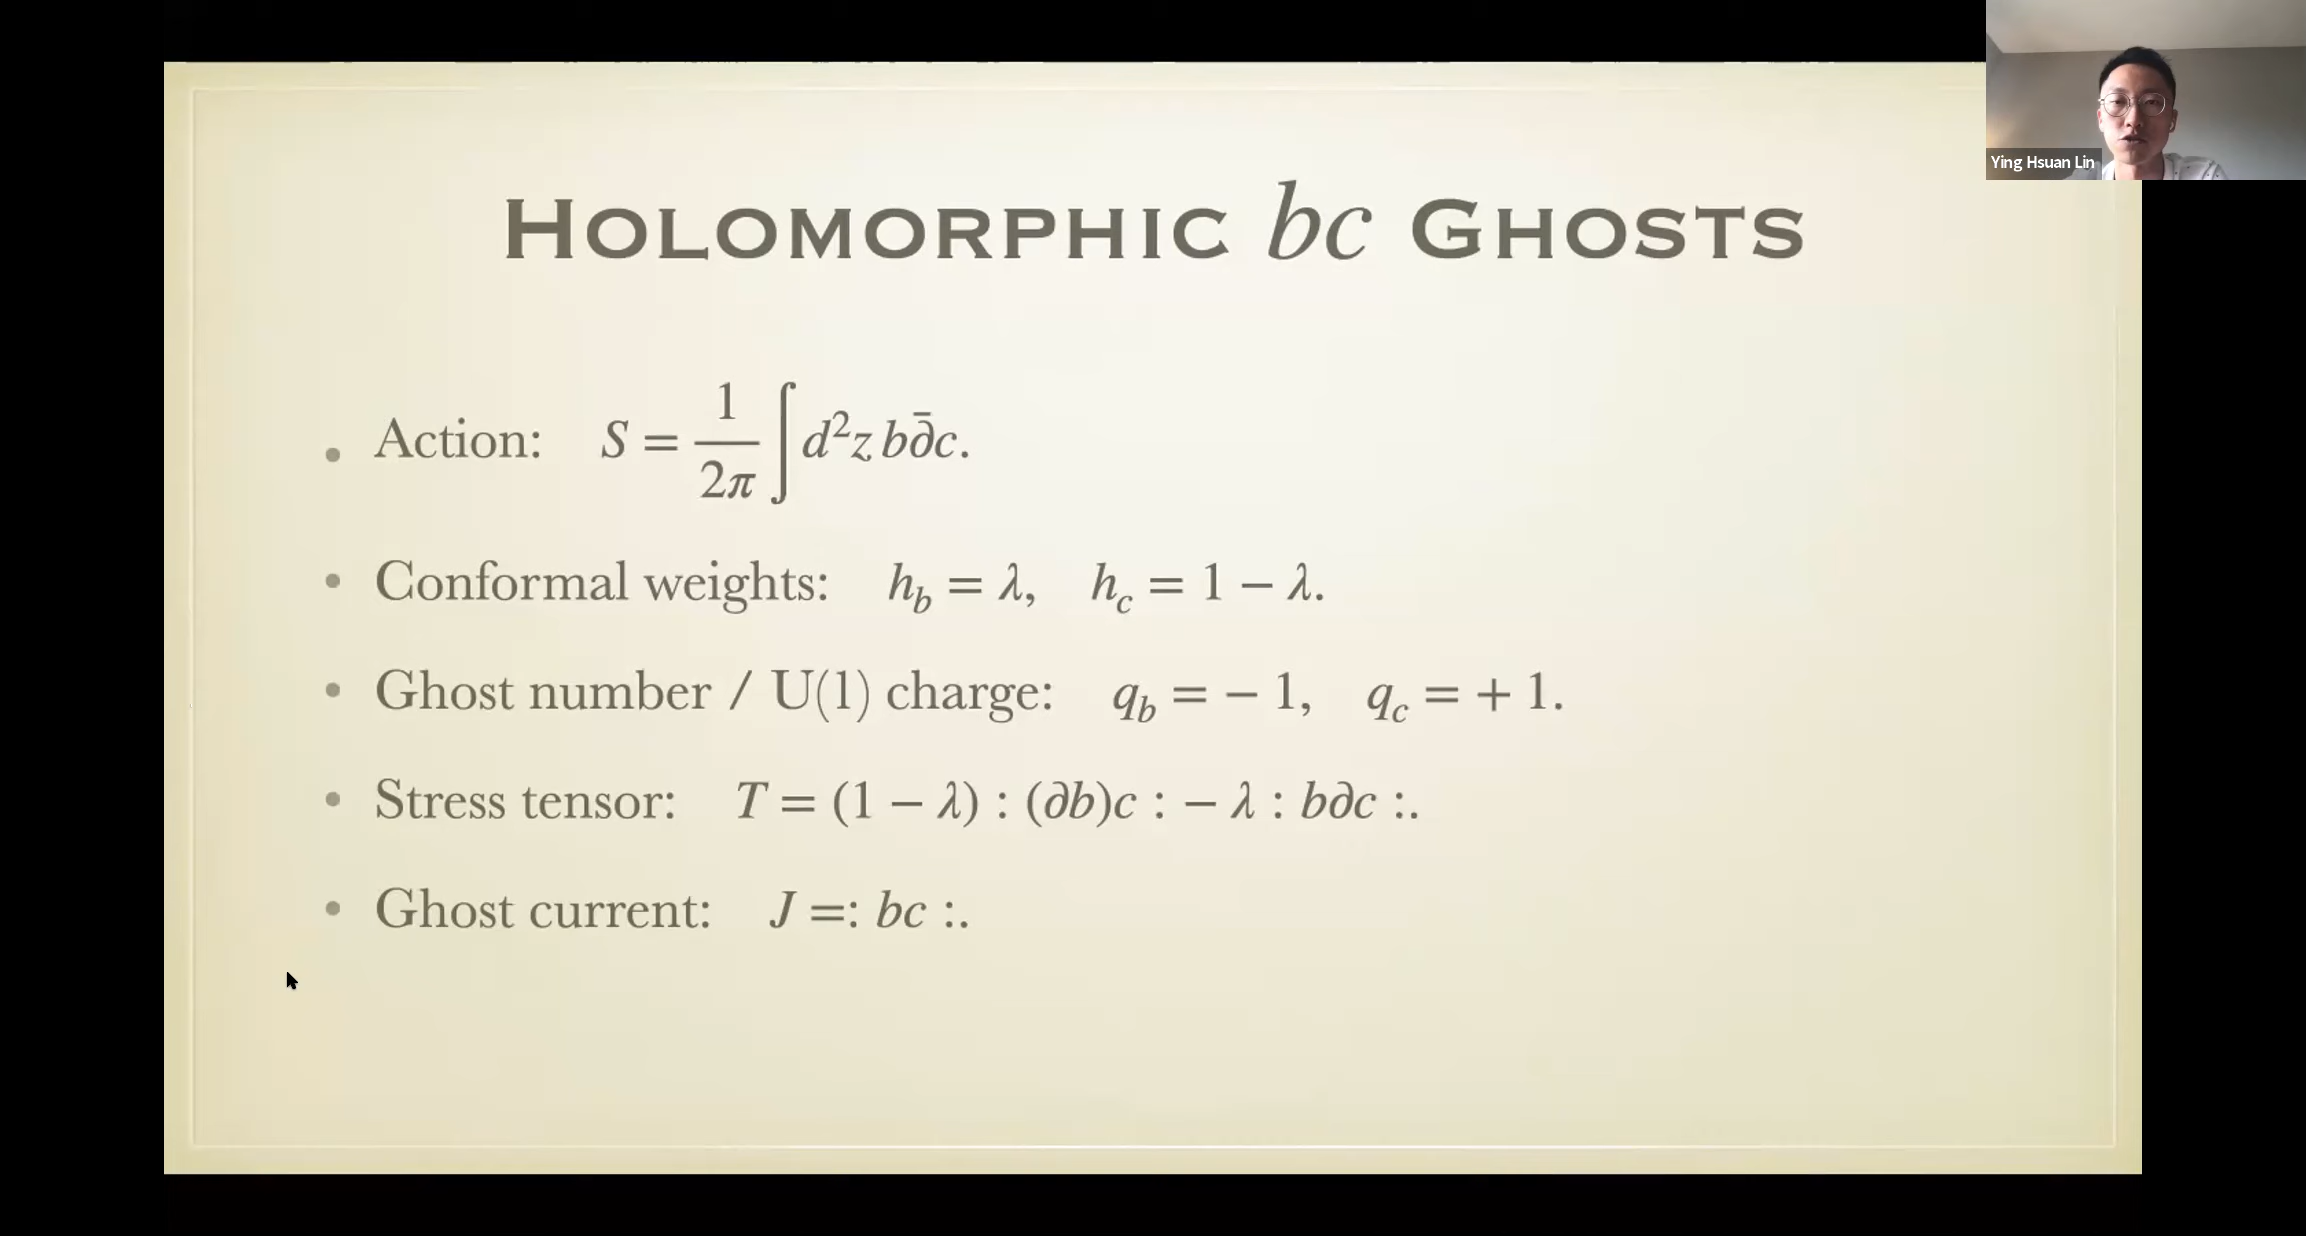 Ying Hsuan Lin
HOLOMORPHIC bc GHOSTS
• Action: S = \frac{1}{2π} ∫ d²z b∂̄c.
• Conformal weights: h_b = λ, h_c = 1 − λ.
• Ghost number / U(1) charge: q_b = − 1, q_c = + 1.
• Stress tensor: T = (1 − λ) : (∂b)c : − λ : b∂c :.
• Ghost current: J =: bc :.